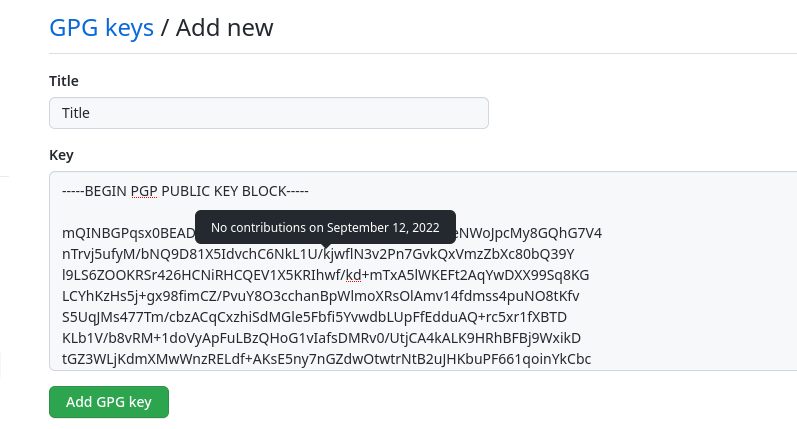 GPG keys / Add new
Title
Title
Key
-----BEGIN PGP PUBLIC KEY BLOCK-----
No contributions on September 12, 2022
mQINBGPqsx0BEAD eNWoJpcMy8GQhG7V4
nTrvj5ufyM/bNQ9D81X5IdvchC6NkL1U/kjwflN3v2Pn7GvkQxVmzZbXc80bQ39Y
l9LS6ZOOKRSr426HCNiRHCQEV1X5KRIhwf/kd+mTxA5lWKEFt2AqYwDXX99Sq8KG
LCYhKzHs5j+gx98fimCZ/PvuY8O3cchanBpWlmoXRsOlAmv14fdmss4puNO8tKfv
S5UqJMs477Tm/cbzACqCxzhiSdMGle5Fbfi5YvwdbLUpFfEdduAQ+rc5xr1fXBTD
KLb1V/b8vRM+1doVyApFuLBzQHoG1vIafsDMRv0/UtjCA4kALK9HRhBFBj9WxikD
tGZ3WLjKdmXMwWnzRELdf+AKsE5ny7nGZdwOtwtrNtB2uJHKbuPF661qoinYkCbc
Add GPG key